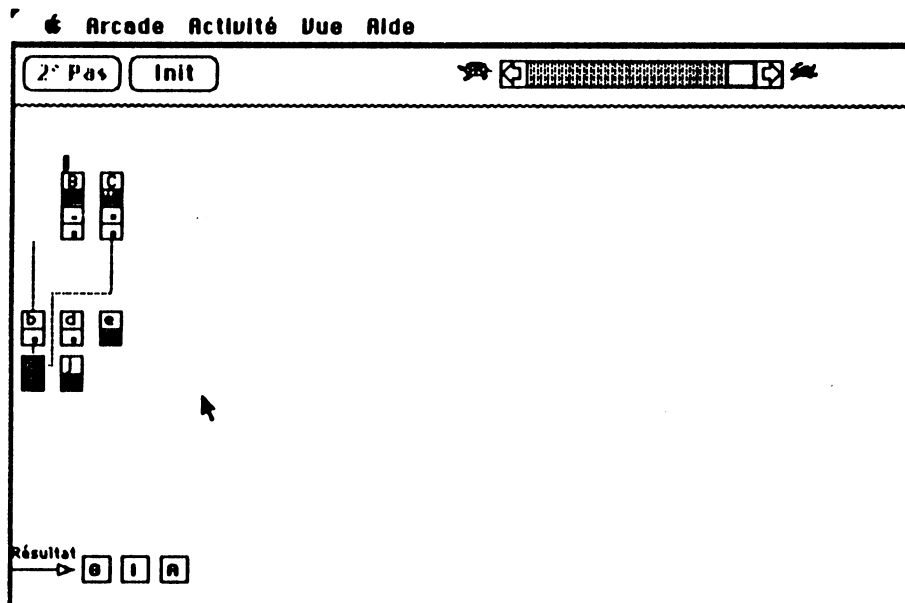 Arcade Activité Vue Aide
2° Pas Init
B C
b d e
j
Résultat
G I A